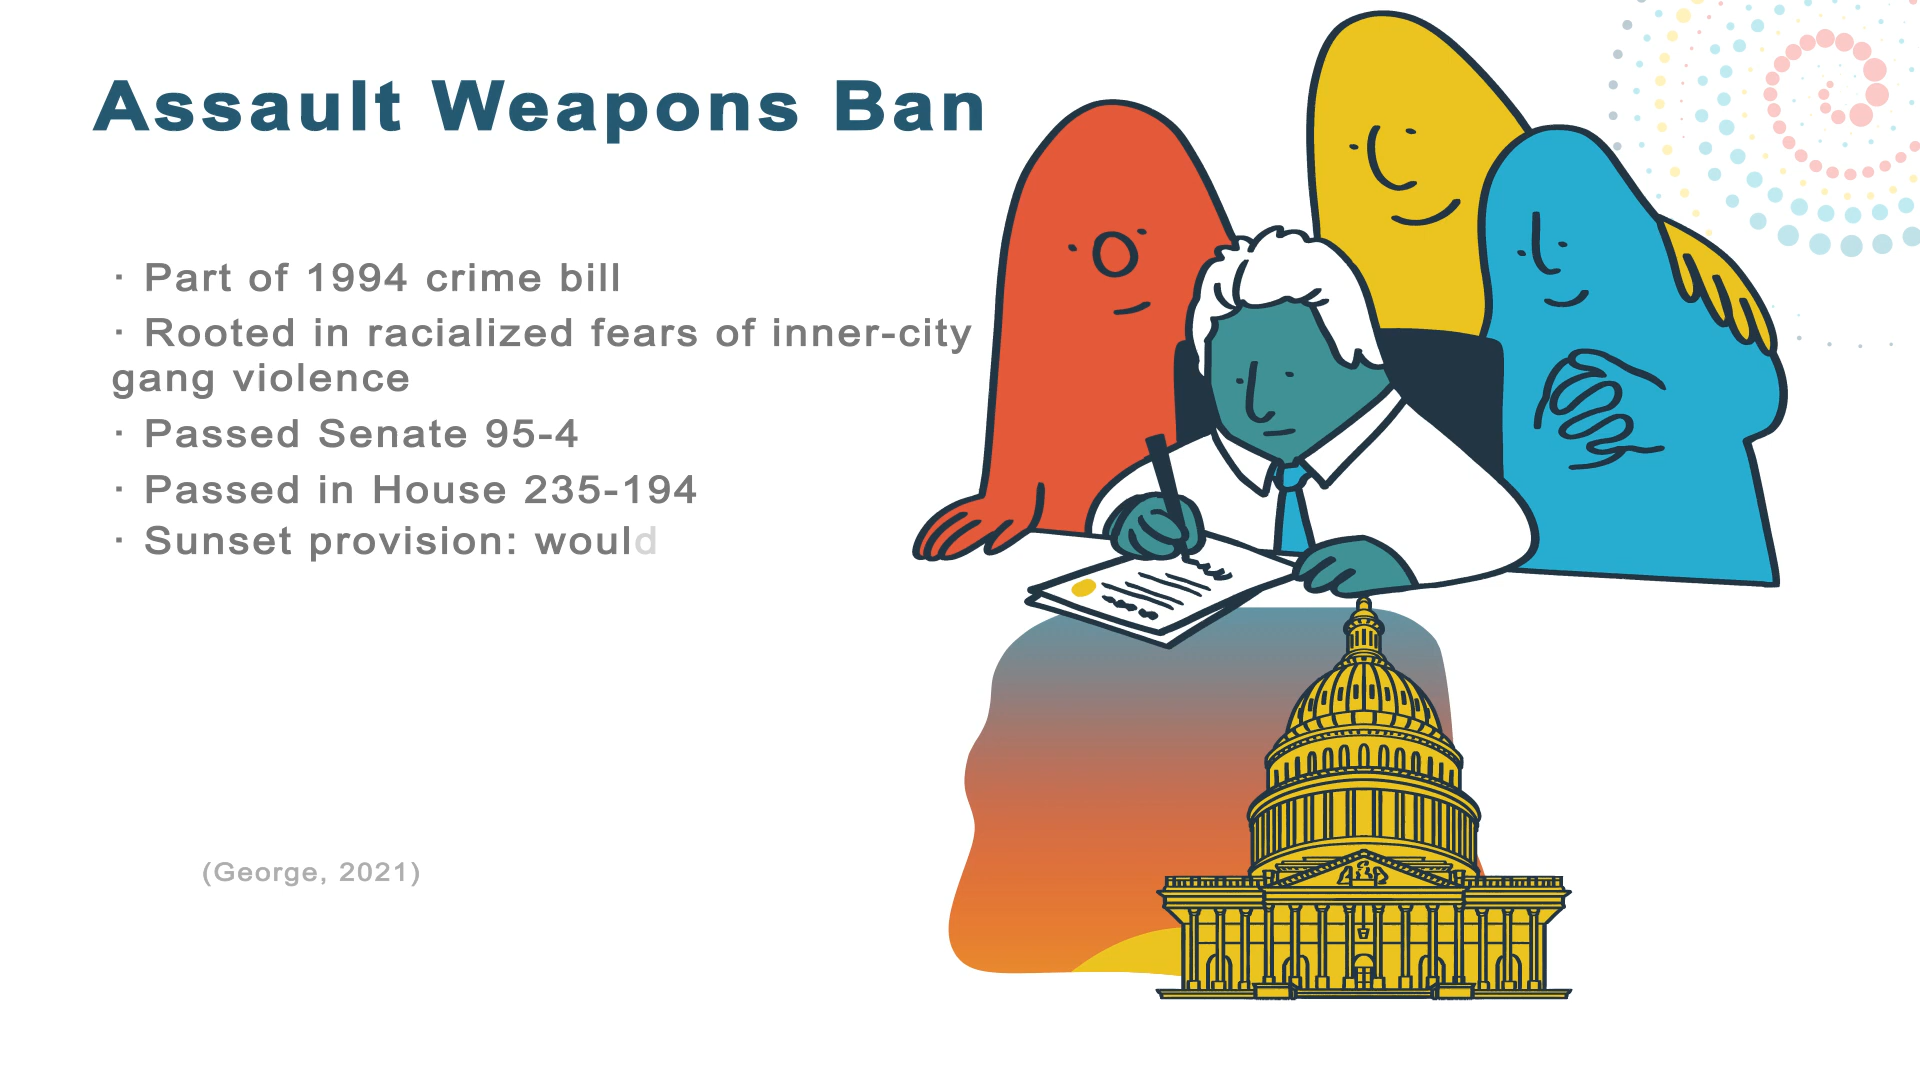 Assault Weapons Ban
· Part of 1994 crime bill
· Rooted in racialized fears of inner-city
gang violence
· Passed Senate 95-4
· Passed in House 235-194
· Sunset provision: would
(George, 2021)